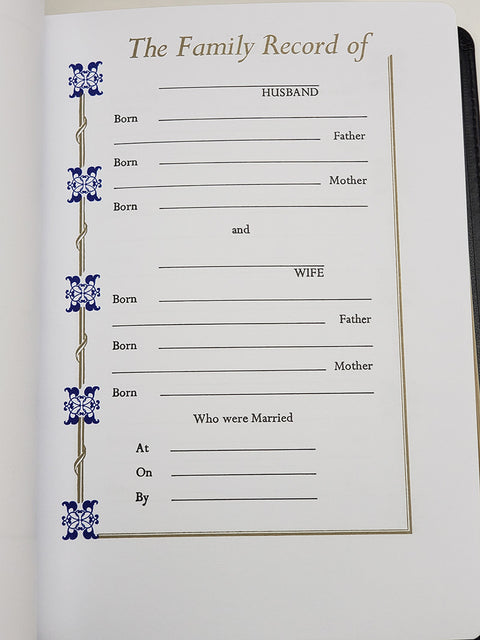 The Family Record of
HUSBAND
Born
Father
Born
Mother
Born
and
WIFE
Born
Father
Born
Mother
Born
Who were Married
At
On
By